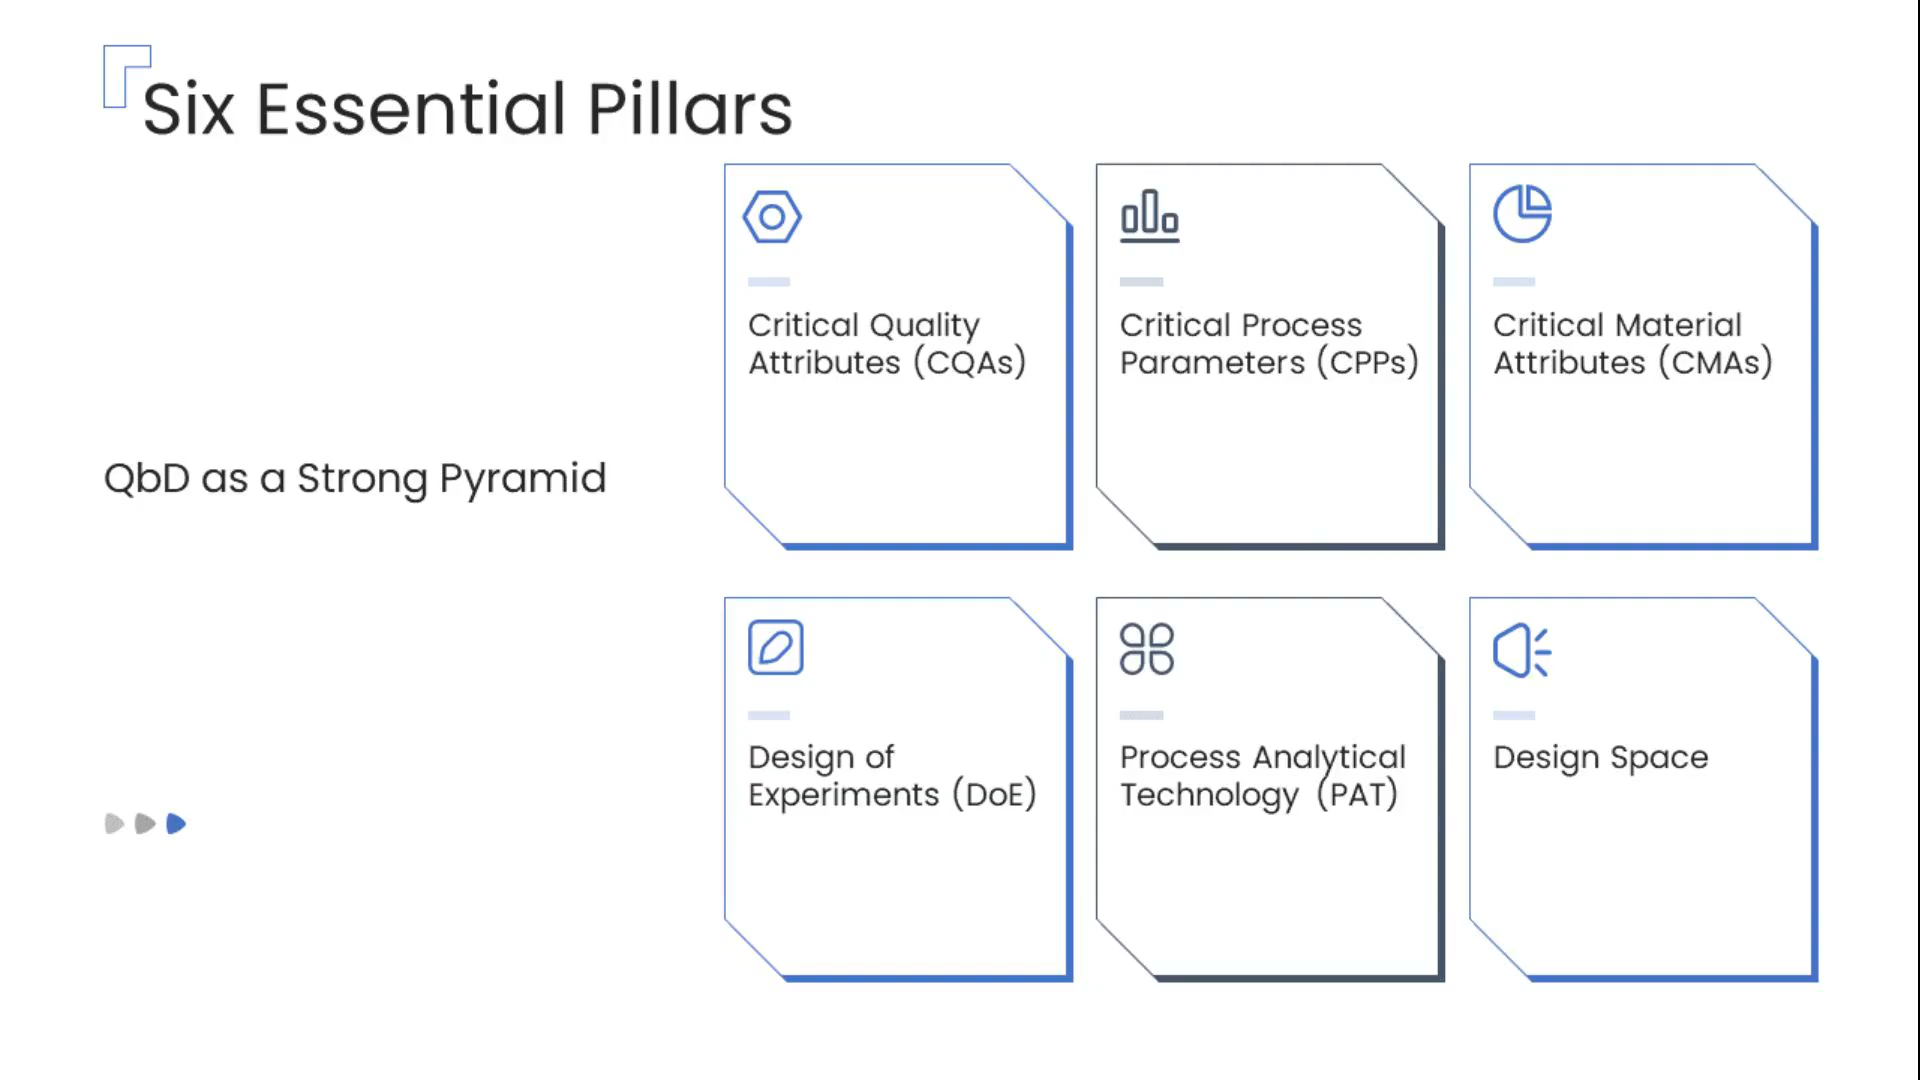 Six Essential Pillars
QbD as a Strong Pyramid
Critical Quality
Attributes (CQAs)
Critical Process
Parameters (CPPs)
Critical Material
Attributes (CMAs)
Design of
Experiments (DoE)
Process Analytical
Technology (PAT)
Design Space